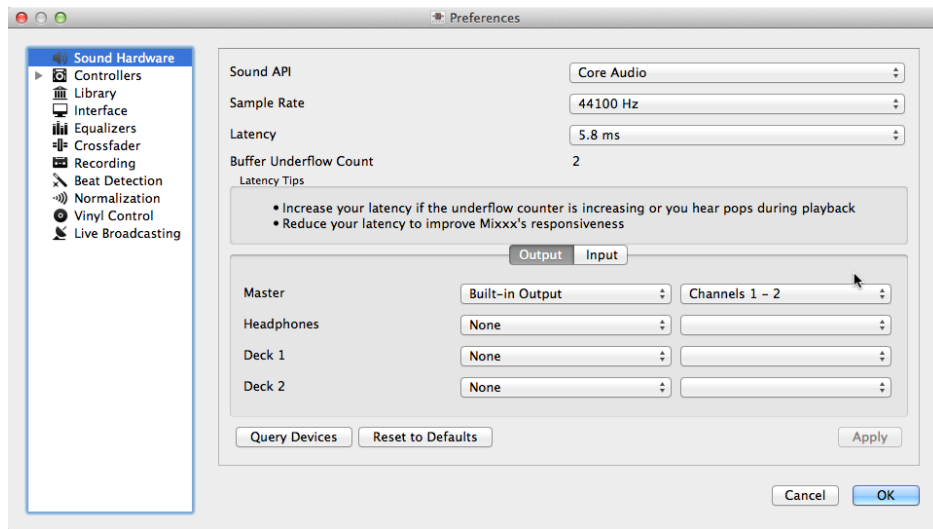 Preferences
Sound Hardware
Controllers
Library
Interface
Equalizers
Crossfader
Recording
Beat Detection
Normalization
Vinyl Control
Live Broadcasting
Sound API
Core Audio
Sample Rate
44100 Hz
Latency
5.8 ms
Buffer Underflow Count
2
Latency Tips
• Increase your latency if the underflow counter is increasing or you hear pops during playback
• Reduce your latency to improve Mixxx's responsiveness
Output Input
Master Built-in Output Channels 1 – 2
Headphones None
Deck 1 None
Deck 2 None
Query Devices Reset to Defaults Apply
Cancel OK